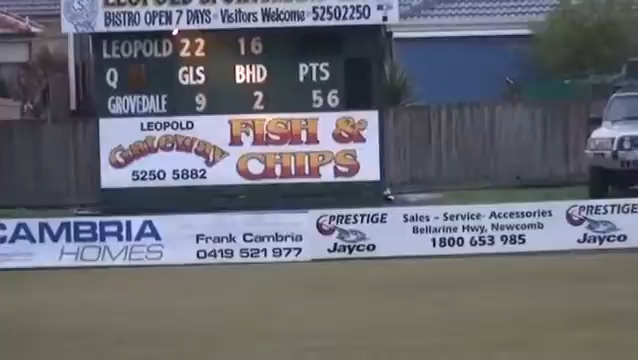 LEOPOLD
BISTRO OPEN 7 DAYS • Visitors Welcome • 52502250
LEOPOLD 22 16
Q GLS BHD PTS
GROVEDALE 9 2 56
LEOPOLD
Gateway
5250 5882
FISH &
CHIPS
CAMBRIA
HOMES
Frank Cambria
0419 521 977
PRESTIGE
Jayco
Sales - Service- Accessories
Bellarine Hwy, Newcomb
1800 653 985
PRESTIGE
Jayco